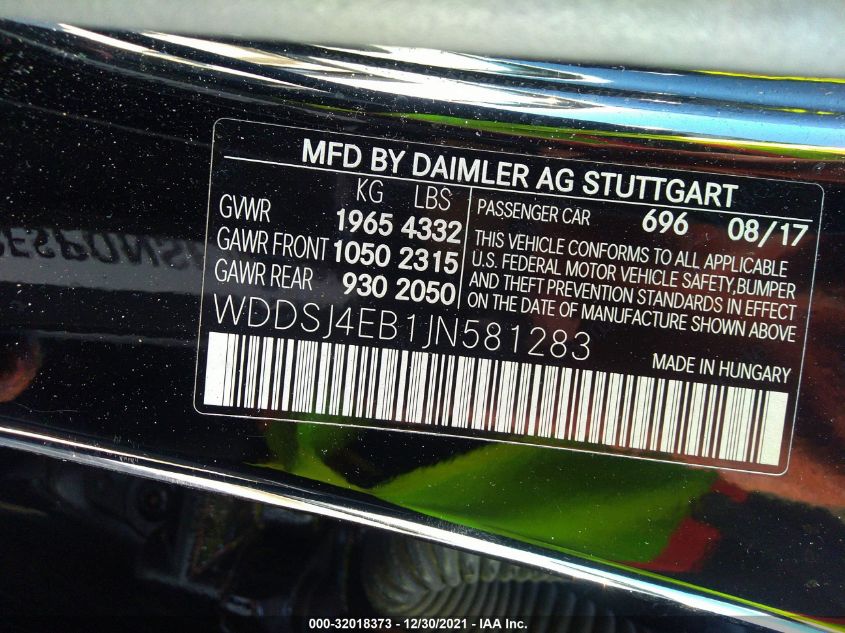 MFD BY DAIMLER AG STUTTGART
KG LBS
GVWR 1965 4332
GAWR FRONT 1050 2315
GAWR REAR 930 2050
PASSENGER CAR 696 08/17
THIS VEHICLE CONFORMS TO ALL APPLICABLE
U.S. FEDERAL MOTOR VEHICLE SAFETY,BUMPER
AND THEFT PREVENTION STANDARDS IN EFFECT
ON THE DATE OF MANUFACTURE SHOWN ABOVE
WDDSJ4EB1JN581283
MADE IN HUNGARY
000-32018373 - 12/30/2021 - IAA Inc.